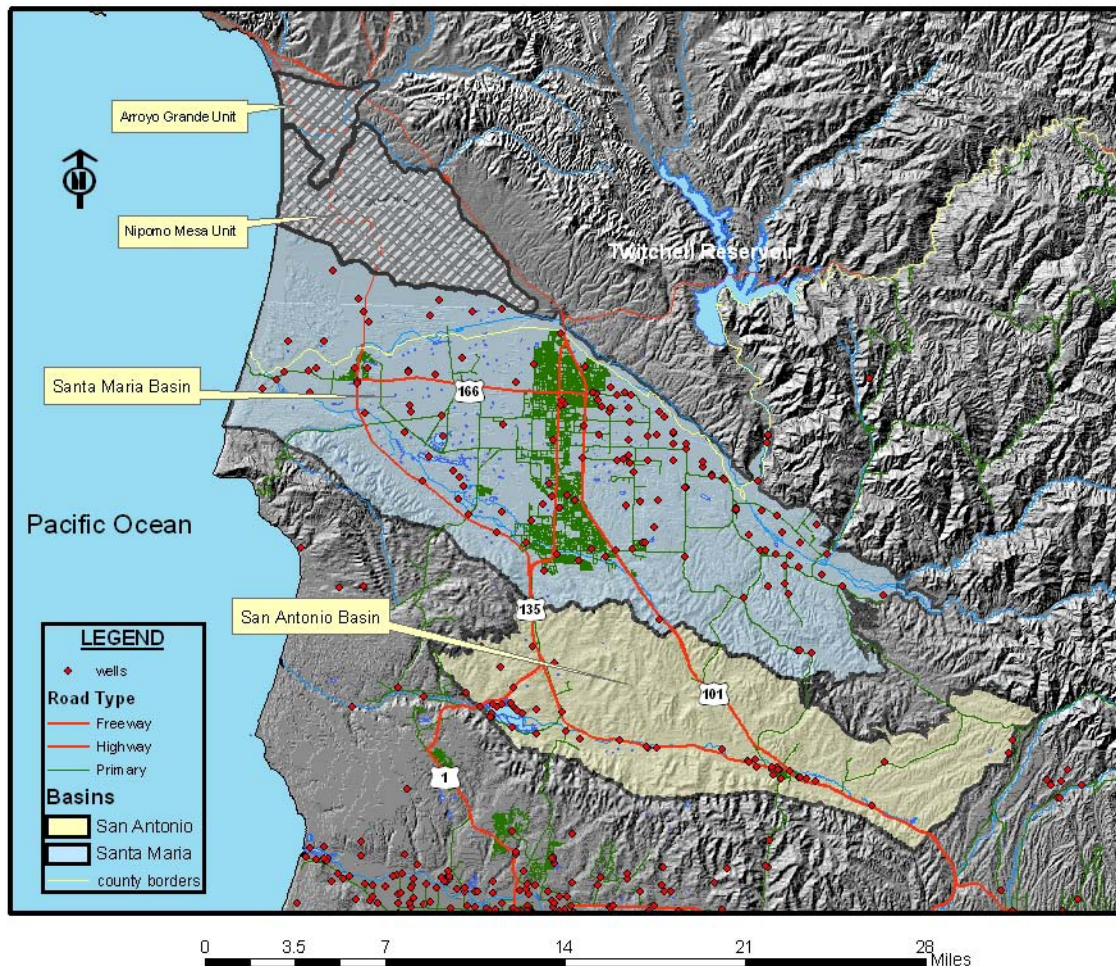 Arroyo Grande Unit
Nipomo Mesa Unit
Twitchell Reservoir
Santa Maria Basin
166
Pacific Ocean
San Antonio Basin
135
101
1
N
LEGEND
wells
Road Type
Freeway
Highway
Primary
Basins
San Antonio
Santa Maria
county borders
0 3.5 7 14 21 28
Miles